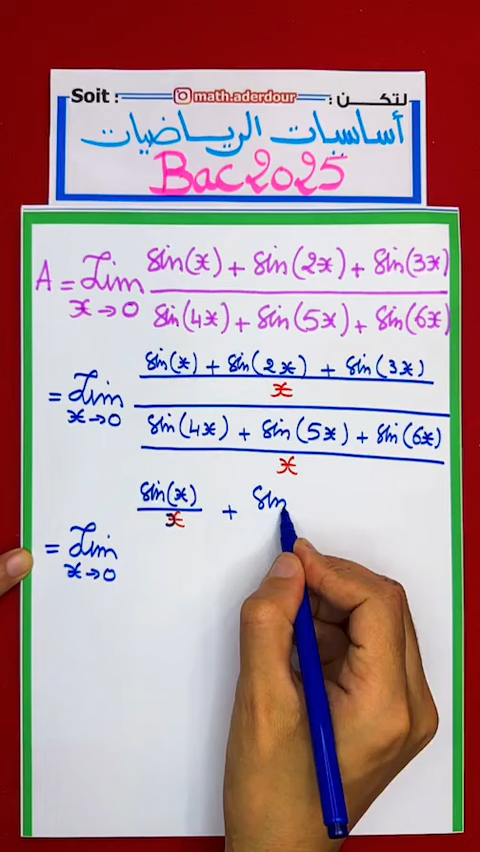 Soit : math.aderdour لتكن :
أساسيات الرياضيات
Bac2025
A = Lim x→0 (sin(x) + sin(2x) + sin(3x)) / (sin(4x) + sin(5x) + sin(6x))
= Lim x→0 ((sin(x) + sin(2x) + sin(3x)) / x) / ((sin(4x) + sin(5x) + sin(6x)) / x)
= Lim x→0 sin(x) / x + sin